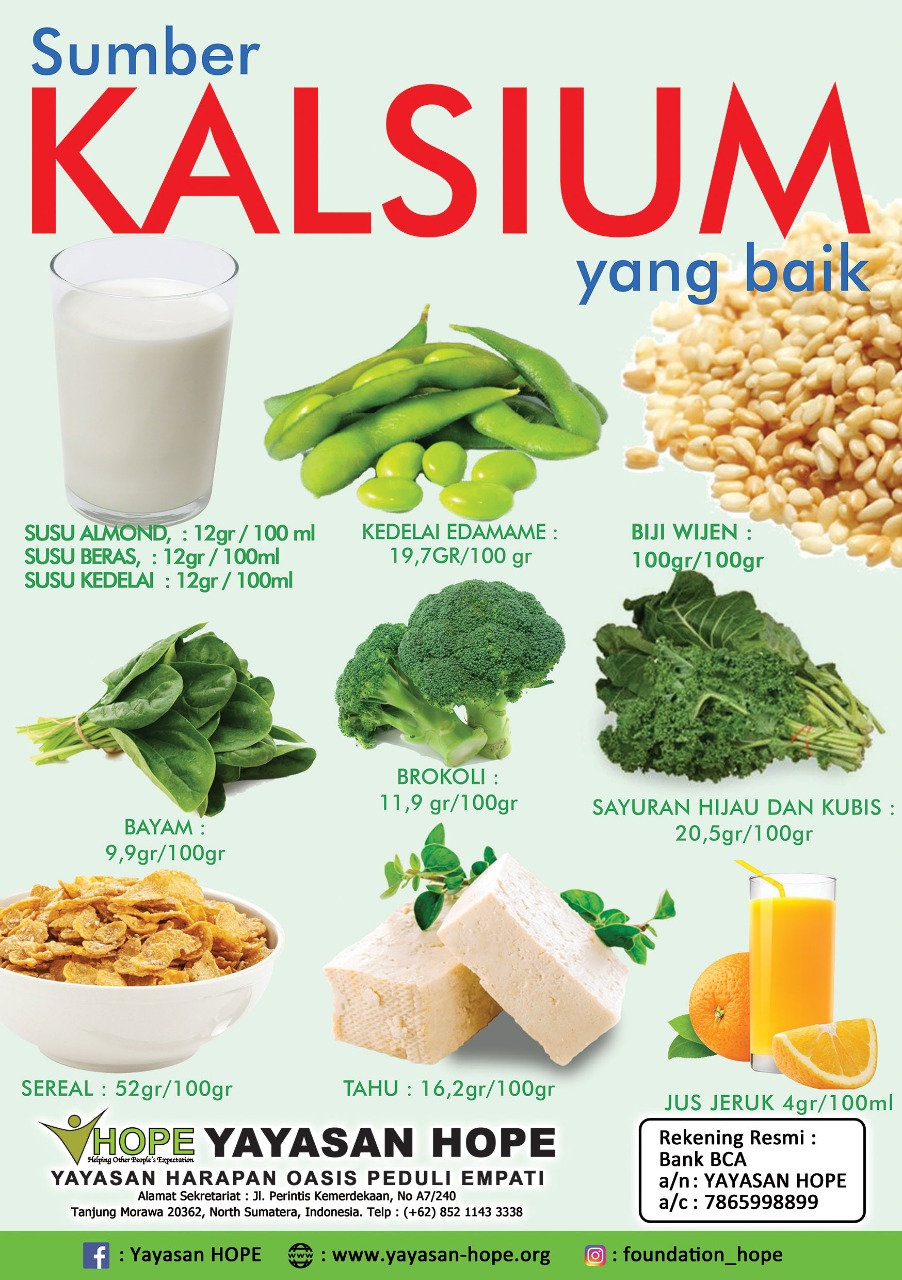 Sumber
KALSIUM
yang baik
SUSU ALMOND, : 12gr / 100 ml
SUSU BERAS, : 12gr / 100ml
SUSU KEDELAI : 12gr / 100ml
KEDELAI EDAMAME :
19,7GR/100 gr
BIJI WIJEN :
100gr/100gr
BAYAM :
9,9gr/100gr
BROKOLI :
11,9 gr/100gr
SAYURAN HIJAU DAN KUBIS :
20,5gr/100gr
SEREAL : 52gr/100gr
TAHU : 16,2gr/100gr
JUS JERUK 4gr/100ml
HOPE
Helping Other People's Expectation
YAYASAN HOPE
YAYASAN HARAPAN OASIS PEDULI EMPATI
Alamat Sekretariat : Jl. Perintis Kemerdekaan, No A7/240
Tanjung Morawa 20362, North Sumatera, Indonesia. Telp : (+62) 852 1143 3338
Rekening Resmi :
Bank BCA
a/n : YAYASAN HOPE
a/c : 7865998899
: Yayasan HOPE
: www.yayasan-hope.org
: foundation_hope